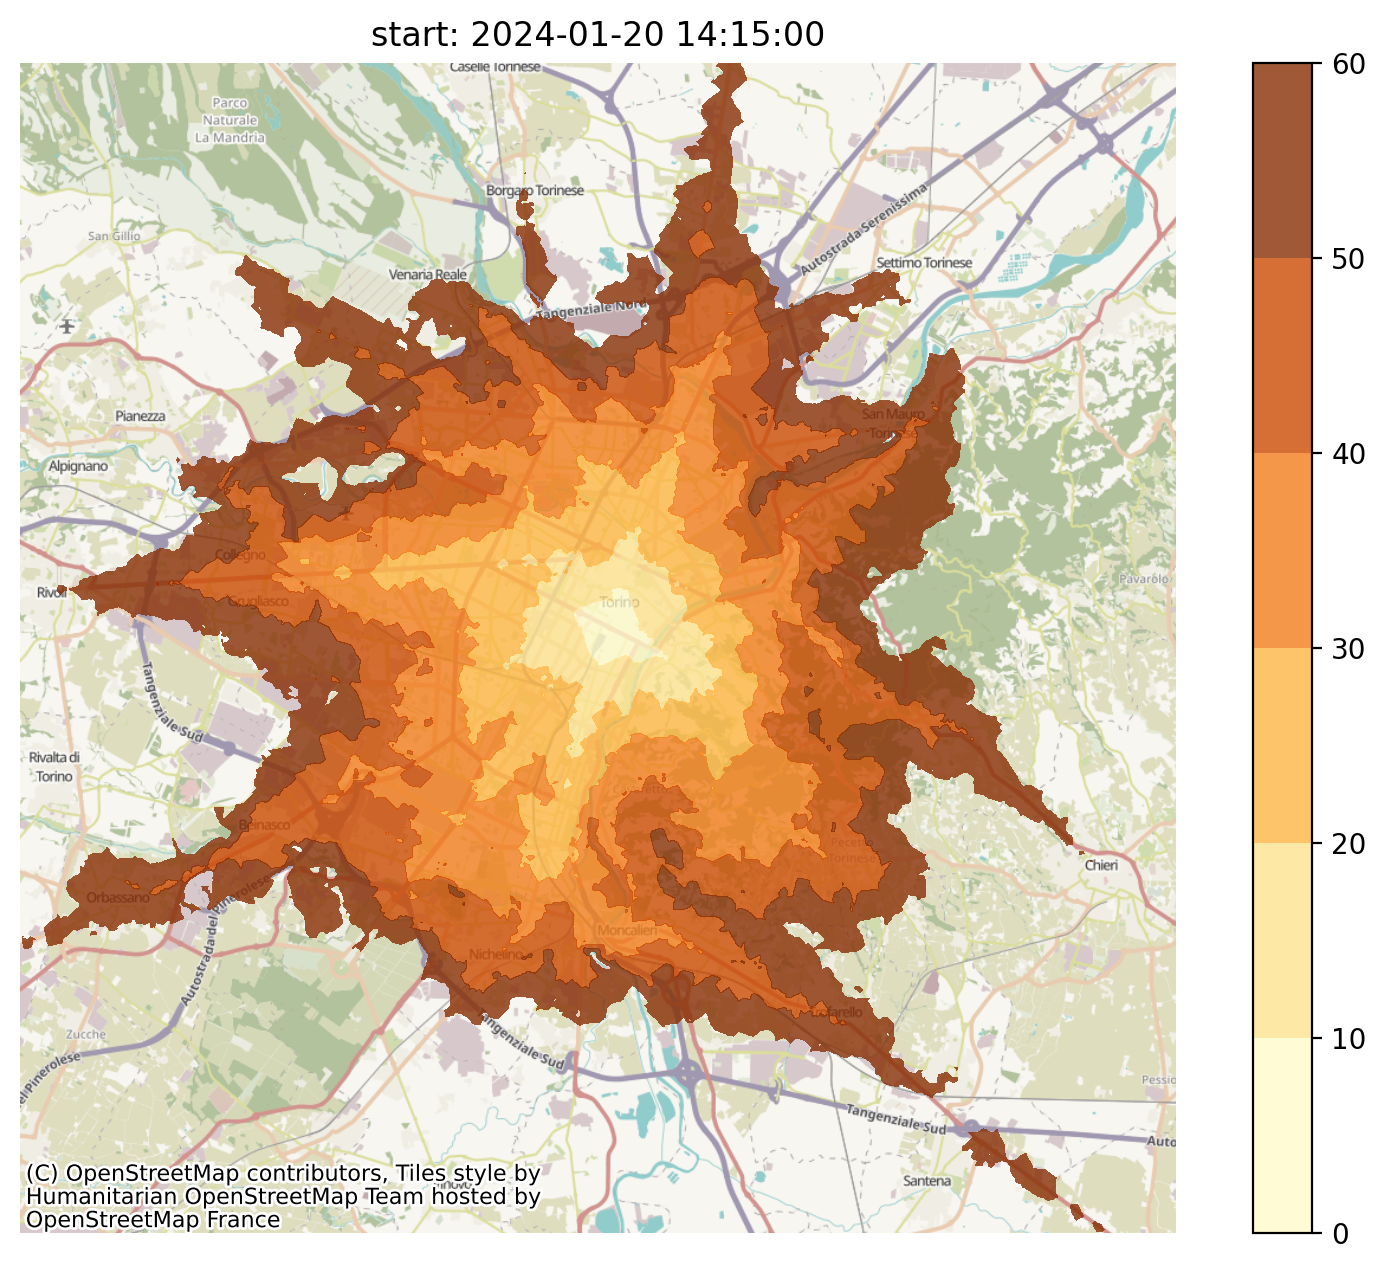 start: 2024-01-20 14:15:00
60
50
40
30
20
10
0
Caselle Torinese
Parco
Naturale
La Mandria
Borgaro Torinese
San Gillio
Venaria Reale
Autostrada Serenissima
Settimo Torinese
Tangenziale Nord
Pianezza
San Mauro
Torinese
Alpignano
Collegno
Pavarolo
Rivoli
Grugliasco
Torino
Tangenziale Sud
Rivalta di
Torino
Beinasco
Pecetto
Torinese
Chieri
Orbassano
Autostrada del Pinerolese
Moncalieri
Nichelino
Zucche
Tangenziale Sud
ofarello
el Pinerolese
Pessio
Tangenziale Sud
Auto
Santena
(C) OpenStreetMap contributors, Tiles style by
Humanitarian OpenStreetMap Team hosted by
OpenStreetMap France